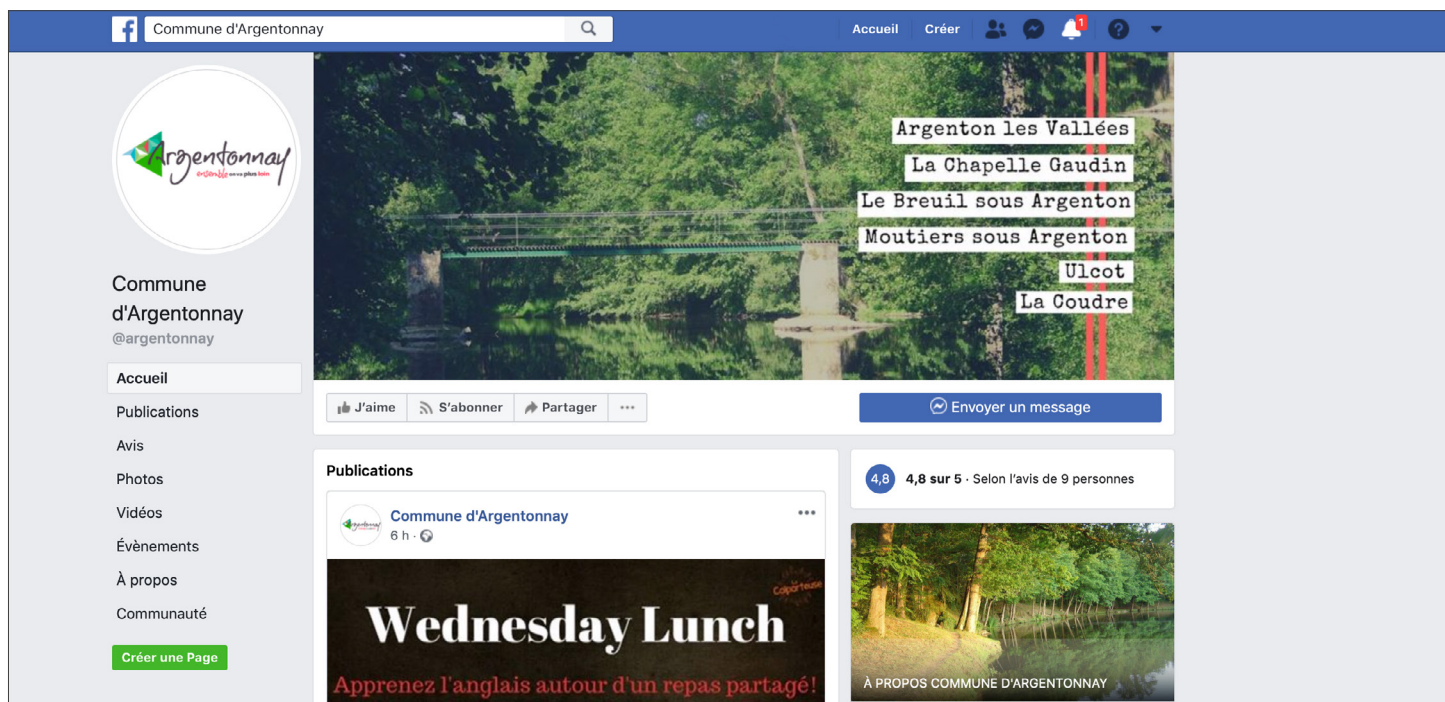 Commune d'Argentonnay
Accueil
Créer
1
Argentonnay
ensemble plus loin
Commune
d'Argentonnay
@argentonnay
Accueil
Publications
Avis
Photos
Vidéos
Évènements
À propos
Communauté
Créer une Page
Argenton les Vallées
La Chapelle Gaudin
Le Breuil sous Argenton
Moutiers sous Argenton
Ulcot
La Coudre
J'aime
S'abonner
Partager
Envoyer un message
Publications
Argentonnay
Commune d'Argentonnay
6 h
Colporteuse
Wednesday Lunch
Apprenez l'anglais autour d'un repas partagé!
4,8
4,8 sur 5 · Selon l'avis de 9 personnes
À PROPOS COMMUNE D'ARGENTONNAY